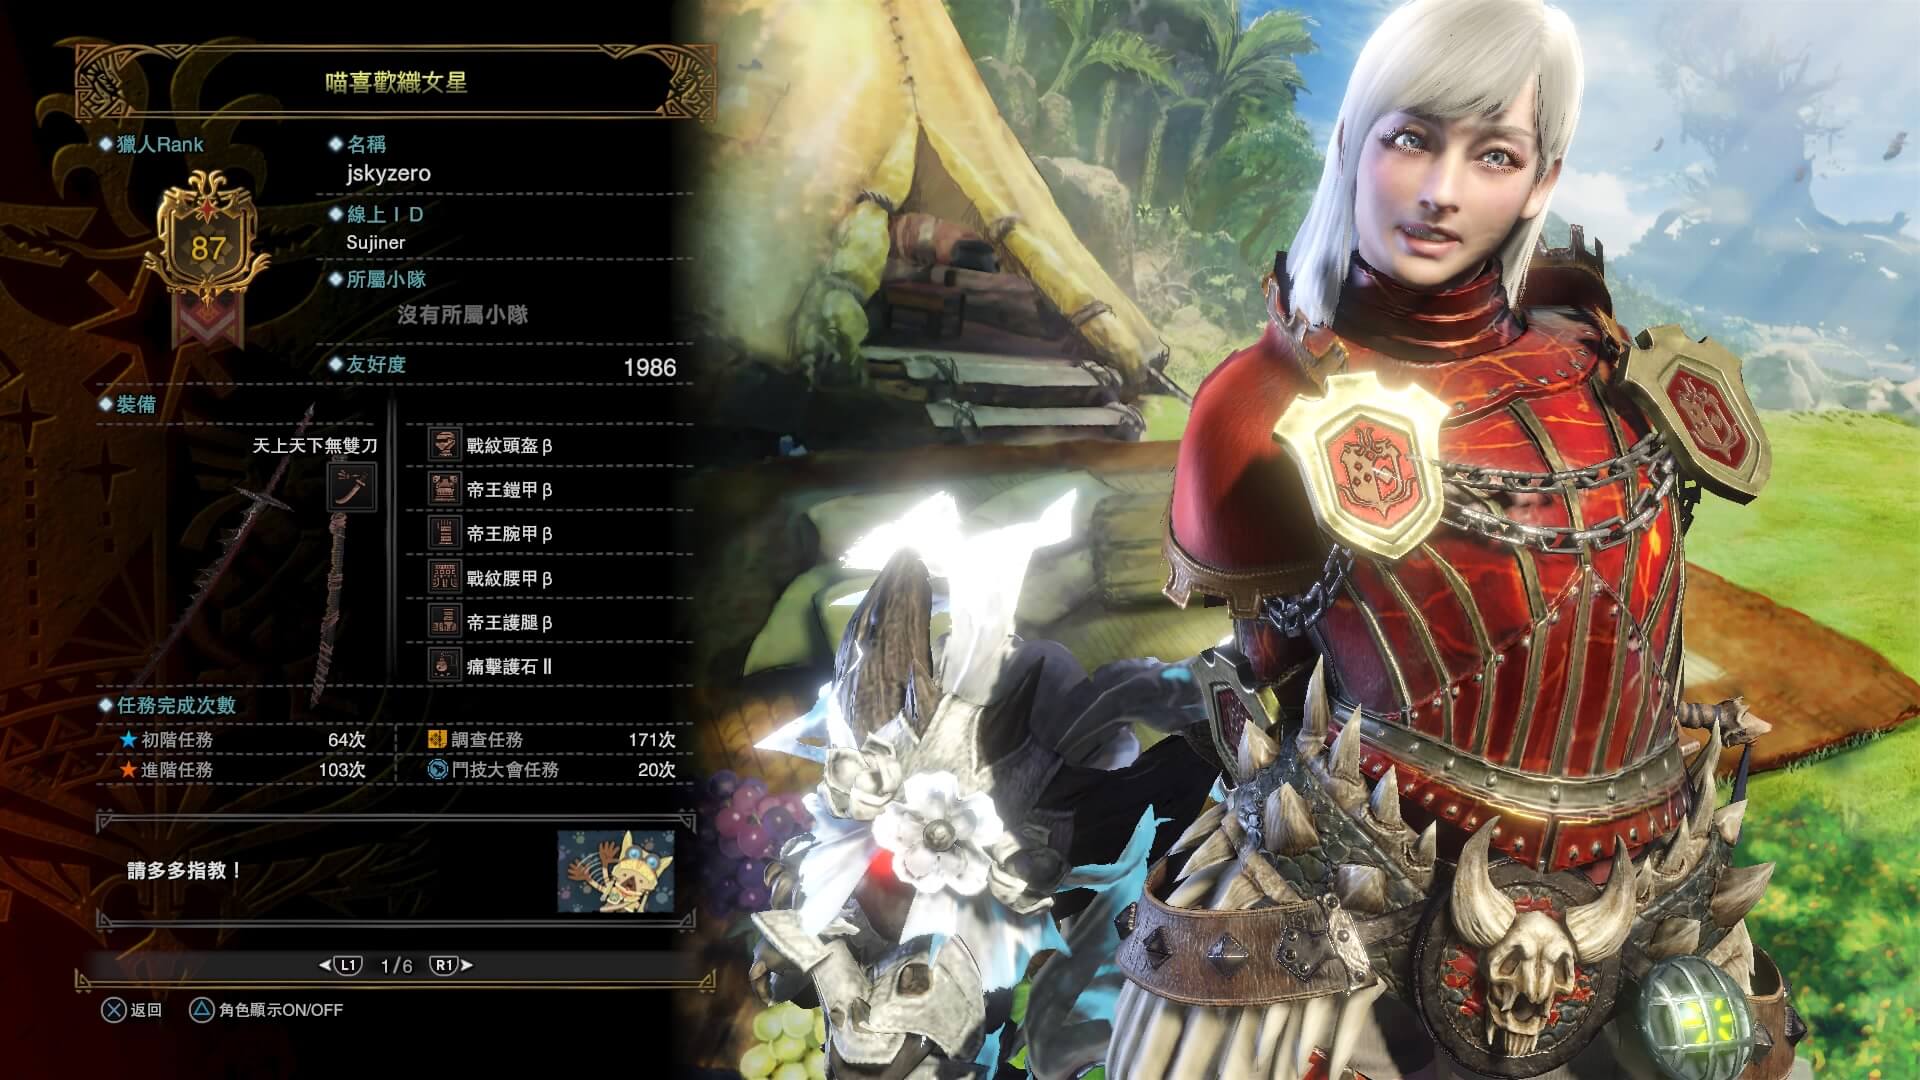 喵喜歡織女星
獵人Rank
87
名稱
jskyzero
線上ＩＤ
Sujiner
所屬小隊
沒有所屬小隊
友好度 1986
裝備
天上天下無雙刀
戰紋頭盔β
帝王鎧甲β
帝王腕甲β
戰紋腰甲β
帝王護腿β
痛擊護石Ⅱ
任務完成次數
初階任務 64次 調查任務 171次
進階任務 103次 鬥技大會任務 20次
請多多指教！
L1 1/6 R1
返回 角色顯示ON/OFF